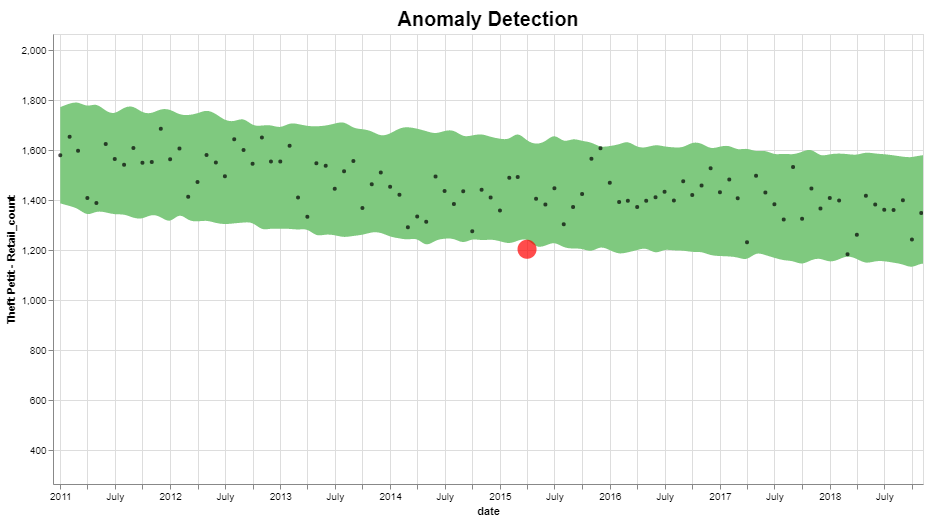 Anomaly Detection
2,000
1,800
1,600
1,400
1,200
1,000
800
600
400
Theft Petit - Retail_count
2011 July 2012 July 2013 July 2014 July 2015 July 2016 July 2017 July 2018 July
date